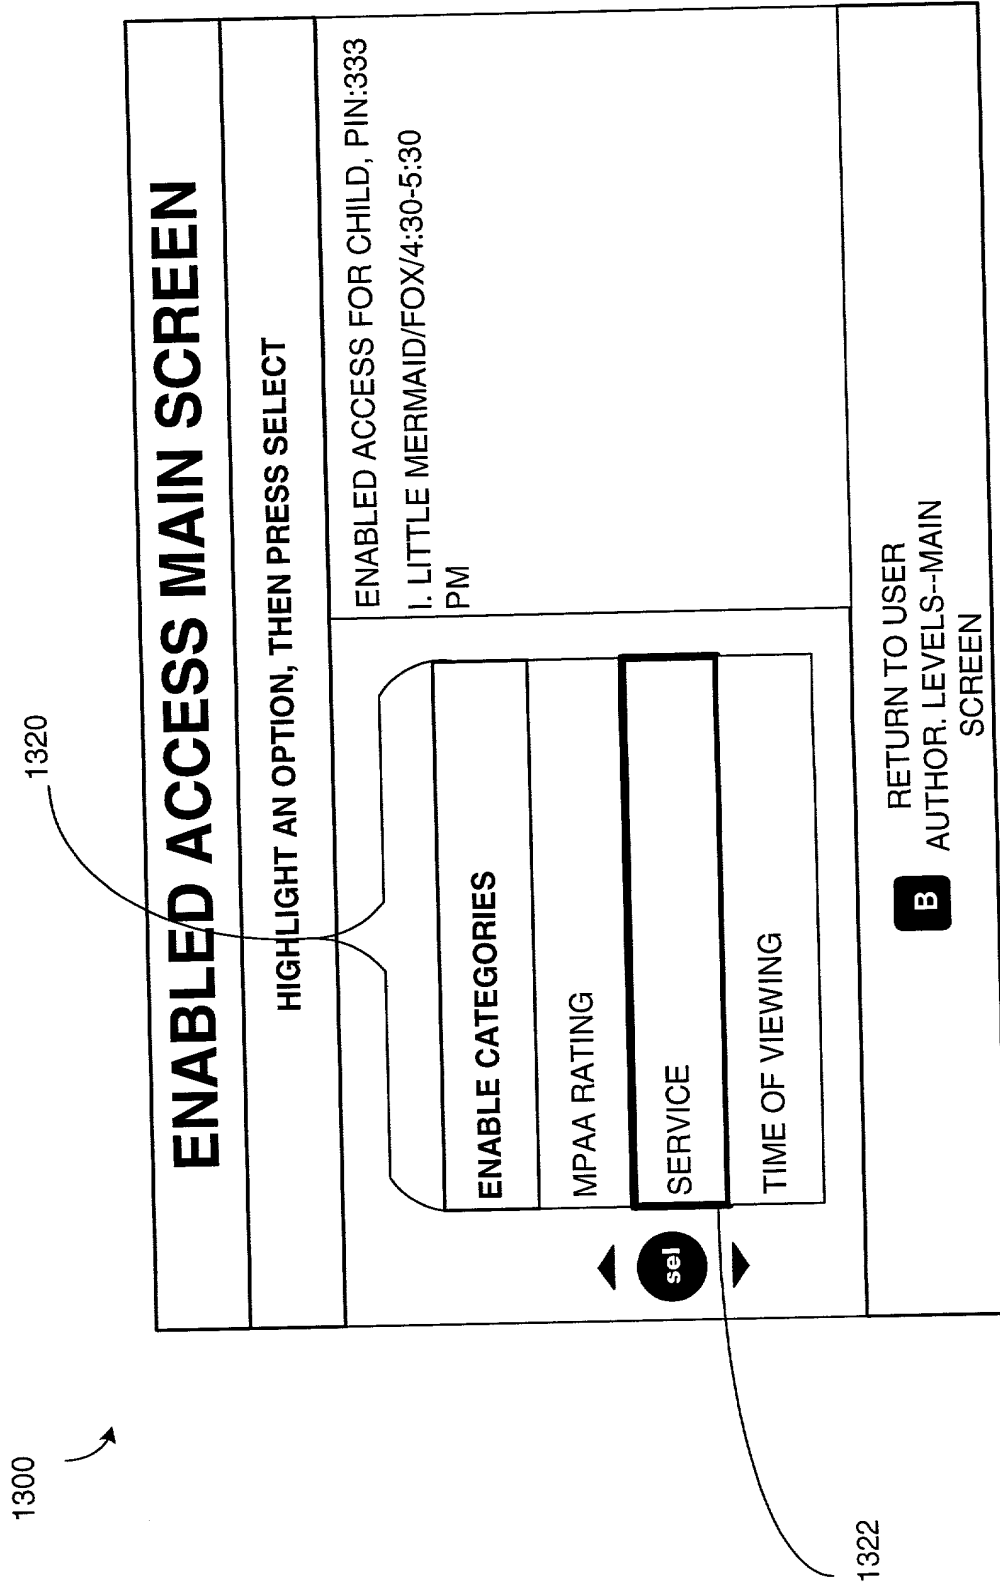 1300
1320
ENABLED ACCESS MAIN SCREEN
HIGHLIGHT AN OPTION, THEN PRESS SELECT
ENABLE CATEGORIES
MPAA RATING
sel
SERVICE
TIME OF VIEWING
ENABLED ACCESS FOR CHILD, PIN:333
I. LITTLE MERMAID/FOX/4:30-5:30
PM
B
RETURN TO USER
AUTHOR. LEVELS--MAIN
SCREEN
1322